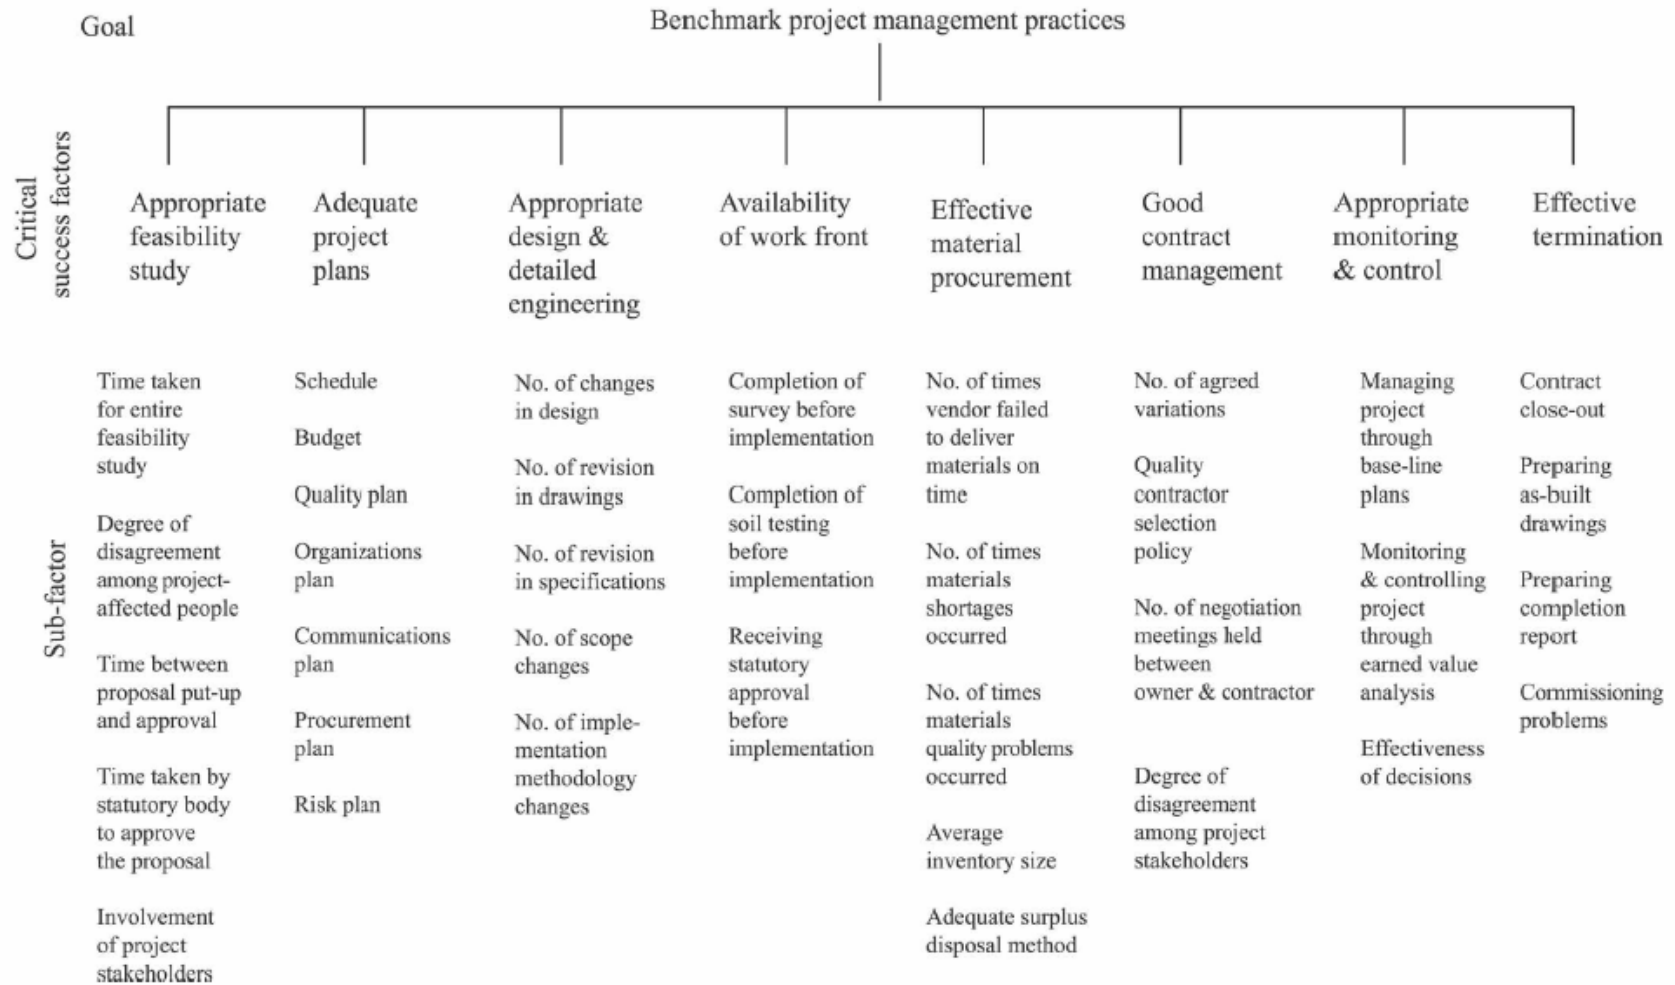 Goal
Benchmark project management practices
Critical
success factors
Appropriate
feasibility
study
Adequate
project
plans
Appropriate
design &
detailed
engineering
Availability
of work front
Effective
material
procurement
Good
contract
management
Appropriate
monitoring
& control
Effective
termination
Sub-factor
Time taken
for entire
feasibility
study
Degree of
disagreement
among project-
affected people
Time between
proposal put-up
and approval
Time taken by
statutory body
to approve
the proposal
Involvement
of project
stakeholders
Schedule
Budget
Quality plan
Organizations
plan
Communications
plan
Procurement
plan
Risk plan
No. of changes
in design
No. of revision
in drawings
No. of revision
in specifications
No. of scope
changes
No. of imple-
mentation
methodology
changes
Completion of
survey before
implementation
Completion of
soil testing
before
implementation
Receiving
statutory
approval
before
implementation
No. of times
vendor failed
to deliver
materials on
time
No. of times
materials
shortages
occurred
No. of times
materials
quality problems
occurred
Average
inventory size
Adequate surplus
disposal method
No. of agreed
variations
Quality
contractor
selection
policy
No. of negotiation
meetings held
between
owner & contractor
Degree of
disagreement
among project
stakeholders
Managing
project
through
base-line
plans
Monitoring
& controlling
project
through
earned value
analysis
Effectiveness
of decisions
Contract
close-out
Preparing
as-built
drawings
Preparing
completion
report
Commissioning
problems